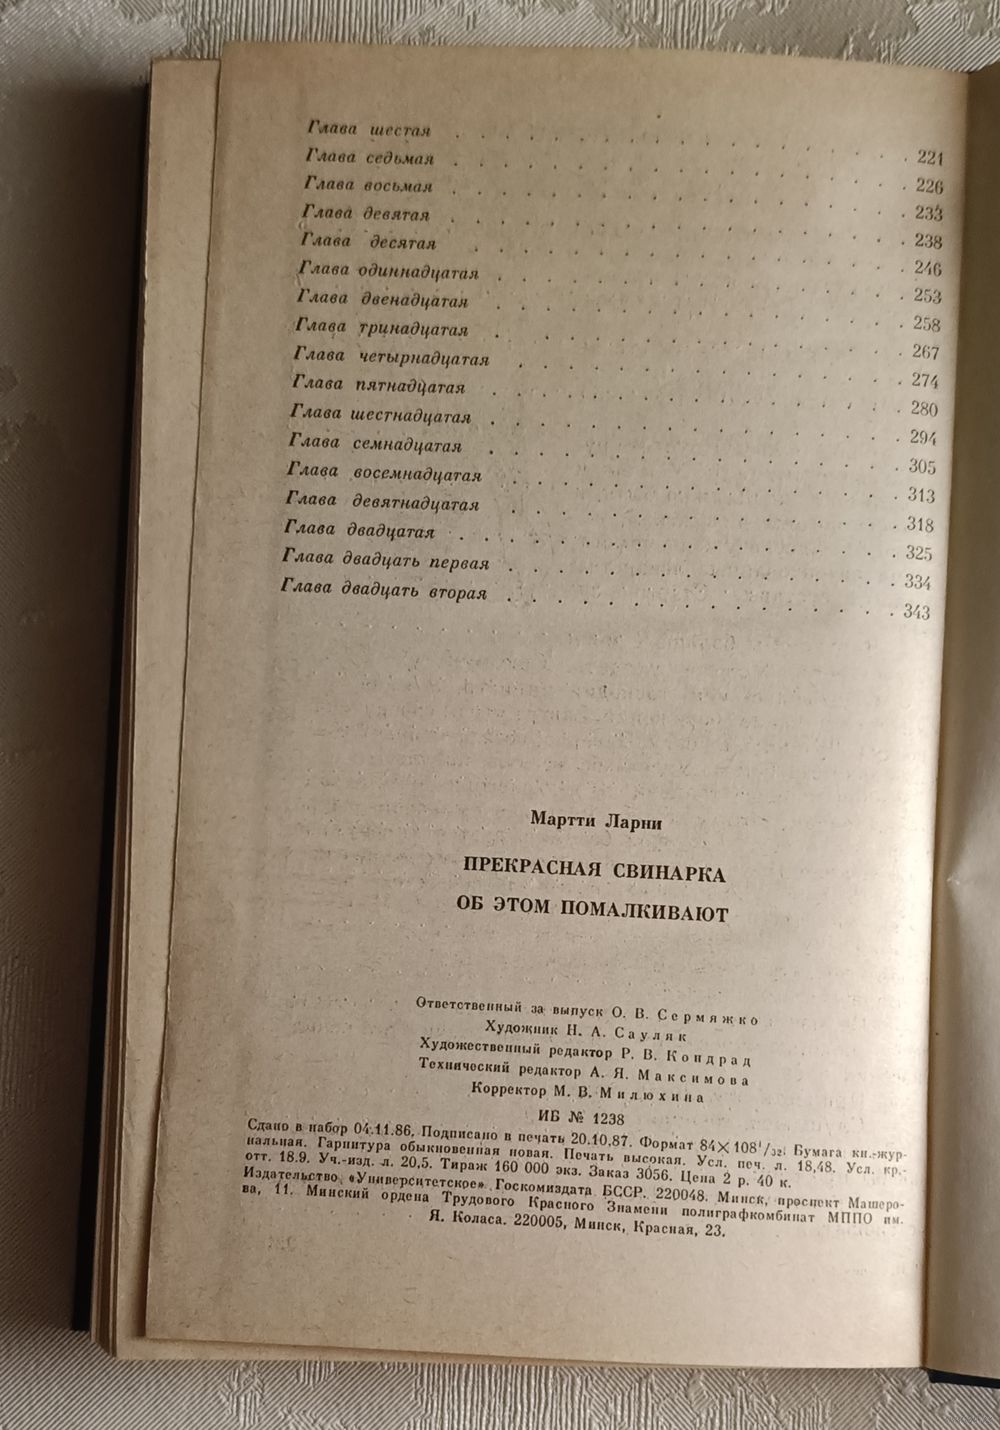 Глава шестая . . . . . . . . . . . . . . . . . . 221
Глава седьмая . . . . . . . . . . . . . . . . . . 226
Глава восьмая . . . . . . . . . . . . . . . . . . 233
Глава девятая . . . . . . . . . . . . . . . . . . 238
Глава десятая . . . . . . . . . . . . . . . . . . 246
Глава одиннадцатая . . . . . . . . . . . . . . . . 253
Глава двенадцатая . . . . . . . . . . . . . . . . 258
Глава тринадцатая . . . . . . . . . . . . . . . . 267
Глава четырнадцатая . . . . . . . . . . . . . . . 274
Глава пятнадцатая . . . . . . . . . . . . . . . . 280
Глава шестнадцатая . . . . . . . . . . . . . . . . 294
Глава семнадцатая . . . . . . . . . . . . . . . . 305
Глава восемнадцатая . . . . . . . . . . . . . . . 313
Глава девятнадцатая . . . . . . . . . . . . . . . 318
Глава двадцатая . . . . . . . . . . . . . . . . . 325
Глава двадцать первая . . . . . . . . . . . . . . 334
Глава двадцать вторая . . . . . . . . . . . . . . 343
Мартти Ларни
ПРЕКРАСНАЯ СВИНАРКА
ОБ ЭТОМ ПОМАЛКИВАЮТ
Ответственный за выпуск О. В. Сермяжко
Художник Н. А. Сауляк
Художественный редактор Р. В. Кондрад
Технический редактор А. Я. Максимова
Корректор М. В. Милюхина
ИБ № 1238
Сдано в набор 04.11.86. Подписано в печать 20.10.87. Формат 84×108¹/₃₂. Бумага кн.-жур-
нальная. Гарнитура обыкновенная новая. Печать высокая. Усл. печ. л. 18,48. Усл. кр.-
отт. 18.9. Уч.-изд. л. 20,5. Тираж 160 000 экз. Заказ 3056. Цена 2 р. 40 к.
Издательство «Университетское» Госкомиздата БССР. 220048. Минск, проспект Машеро-
ва, 11. Минский ордена Трудового Красного Знамени полиграфкомбинат МППО им.
Я. Коласа. 220005, Минск, Красная, 23.